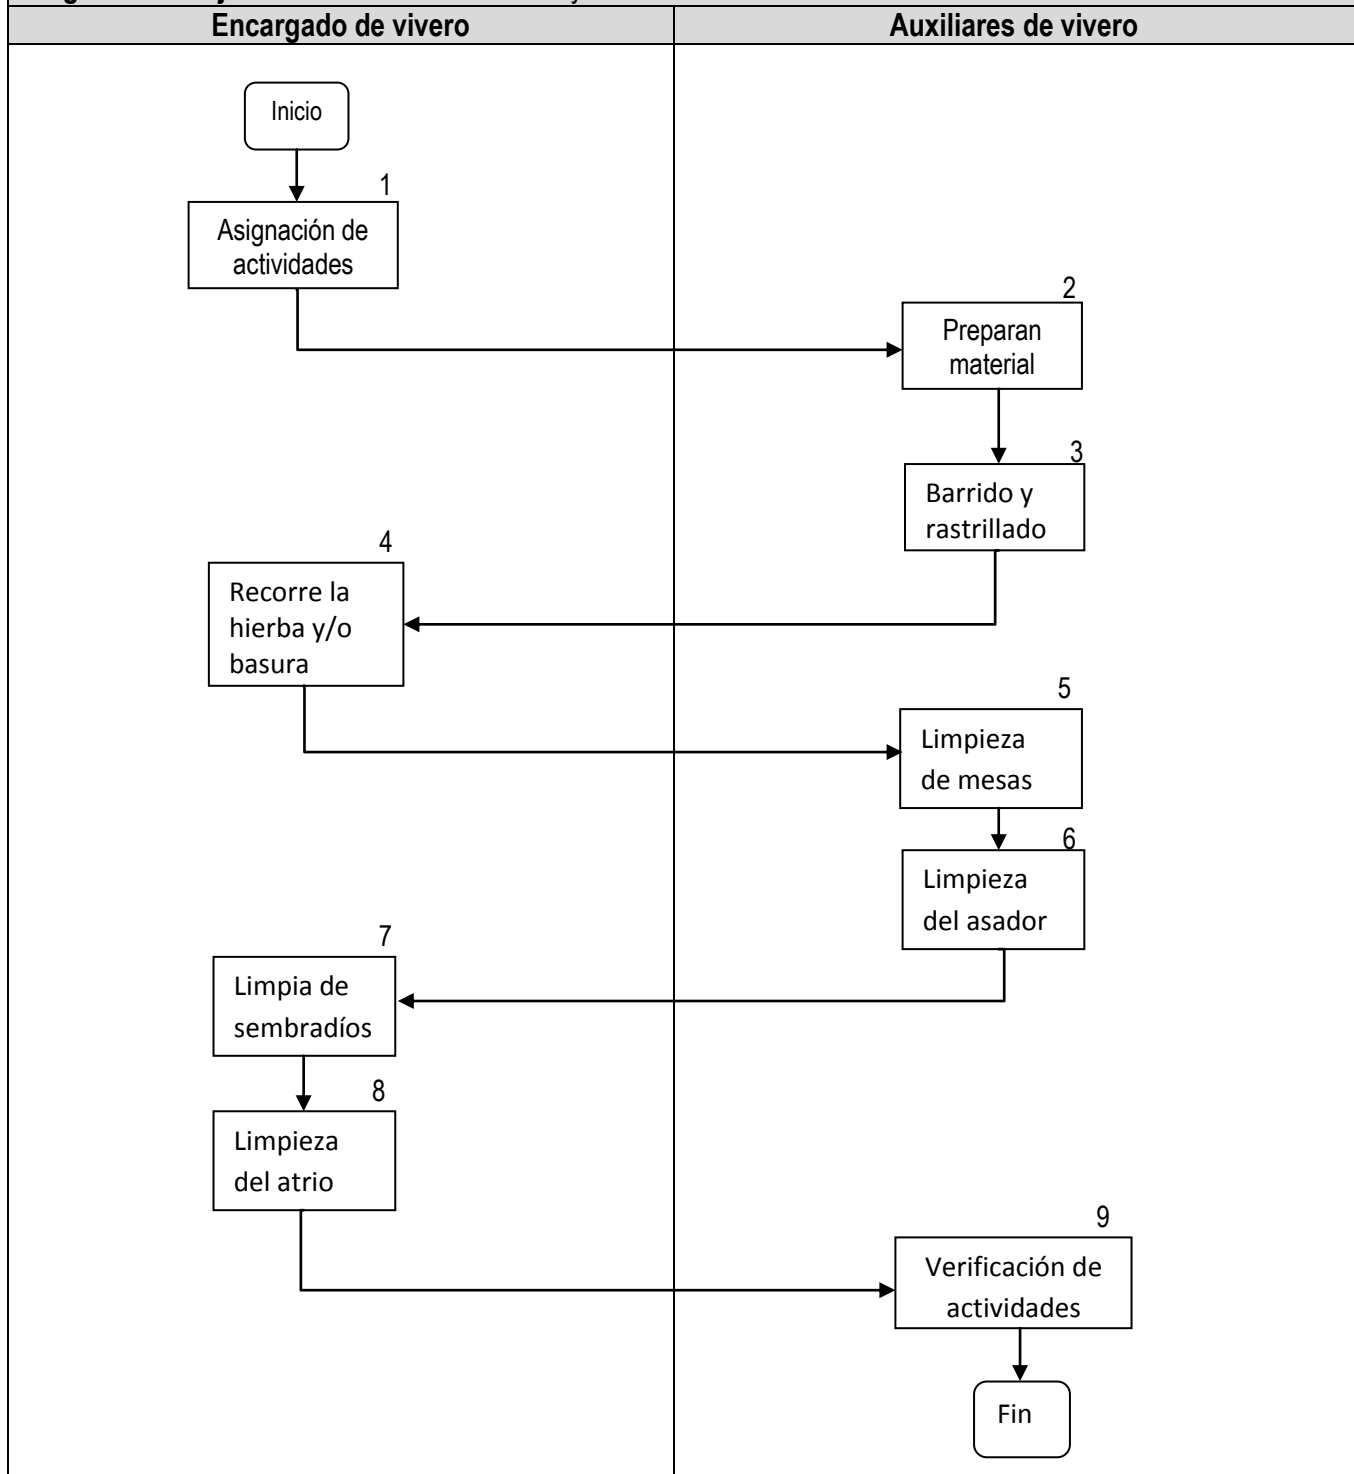 Encargado de vivero
Auxiliares de vivero
Inicio
1
Asignación de
actividades
2
Preparan
material
3
Barrido y
rastrillado
4
Recorre la
hierba y/o
basura
5
Limpieza
de mesas
6
Limpieza
del asador
7
Limpia de
sembradíos
8
Limpieza
del atrio
9
Verificación de
actividades
Fin